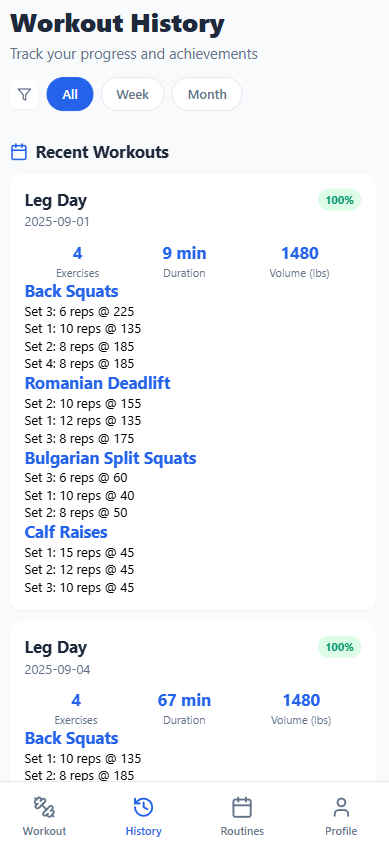 Workout History
Track your progress and achievements
All Week Month
Recent Workouts
Leg Day 100%
2025-09-01
4 9 min 1480
Exercises Duration Volume (lbs)
Back Squats
Set 3: 6 reps @ 225
Set 1: 10 reps @ 135
Set 2: 8 reps @ 185
Set 4: 8 reps @ 185
Romanian Deadlift
Set 2: 10 reps @ 155
Set 1: 12 reps @ 135
Set 3: 8 reps @ 175
Bulgarian Split Squats
Set 3: 6 reps @ 60
Set 1: 10 reps @ 40
Set 2: 8 reps @ 50
Calf Raises
Set 1: 15 reps @ 45
Set 2: 12 reps @ 45
Set 3: 10 reps @ 45
Leg Day 100%
2025-09-04
4 67 min 1480
Exercises Duration Volume (lbs)
Back Squats
Set 1: 10 reps @ 135
Set 2: 8 reps @ 185
Workout History Routines Profile